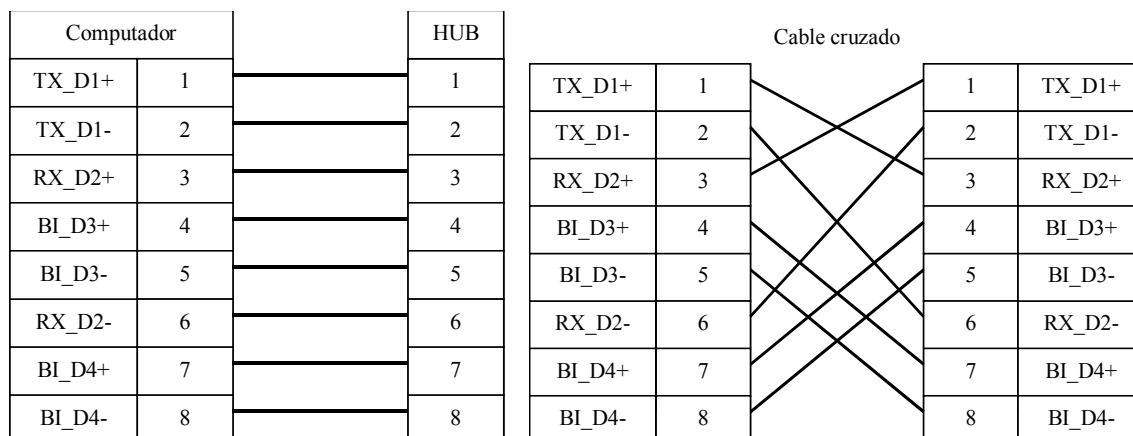 Computador HUB
TX_D1+ 1 1
TX_D1- 2 2
RX_D2+ 3 3
BI_D3+ 4 4
BI_D3- 5 5
RX_D2- 6 6
BI_D4+ 7 7
BI_D4- 8 8
Cable cruzado
TX_D1+ 1 1 TX_D1+
TX_D1- 2 2 TX_D1-
RX_D2+ 3 3 RX_D2+
BI_D3+ 4 4 BI_D3+
BI_D3- 5 5 BI_D3-
RX_D2- 6 6 RX_D2-
BI_D4+ 7 7 BI_D4+
BI_D4- 8 8 BI_D4-